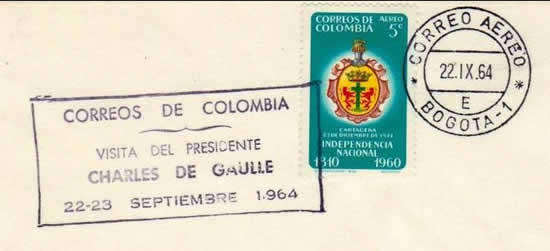 CORREOS DE COLOMBIA
VISITA DEL PRESIDENTE
CHARLES DE GAULLE
22-23 SEPTIEMBRE 1.964
CORREOS DE AEREO
COLOMBIA 5c
CARTAGENA
INDEPENDENCIA
NACIONAL
1810 1960
CORREO AEREO
22.IX.64
E
BOGOTA-1